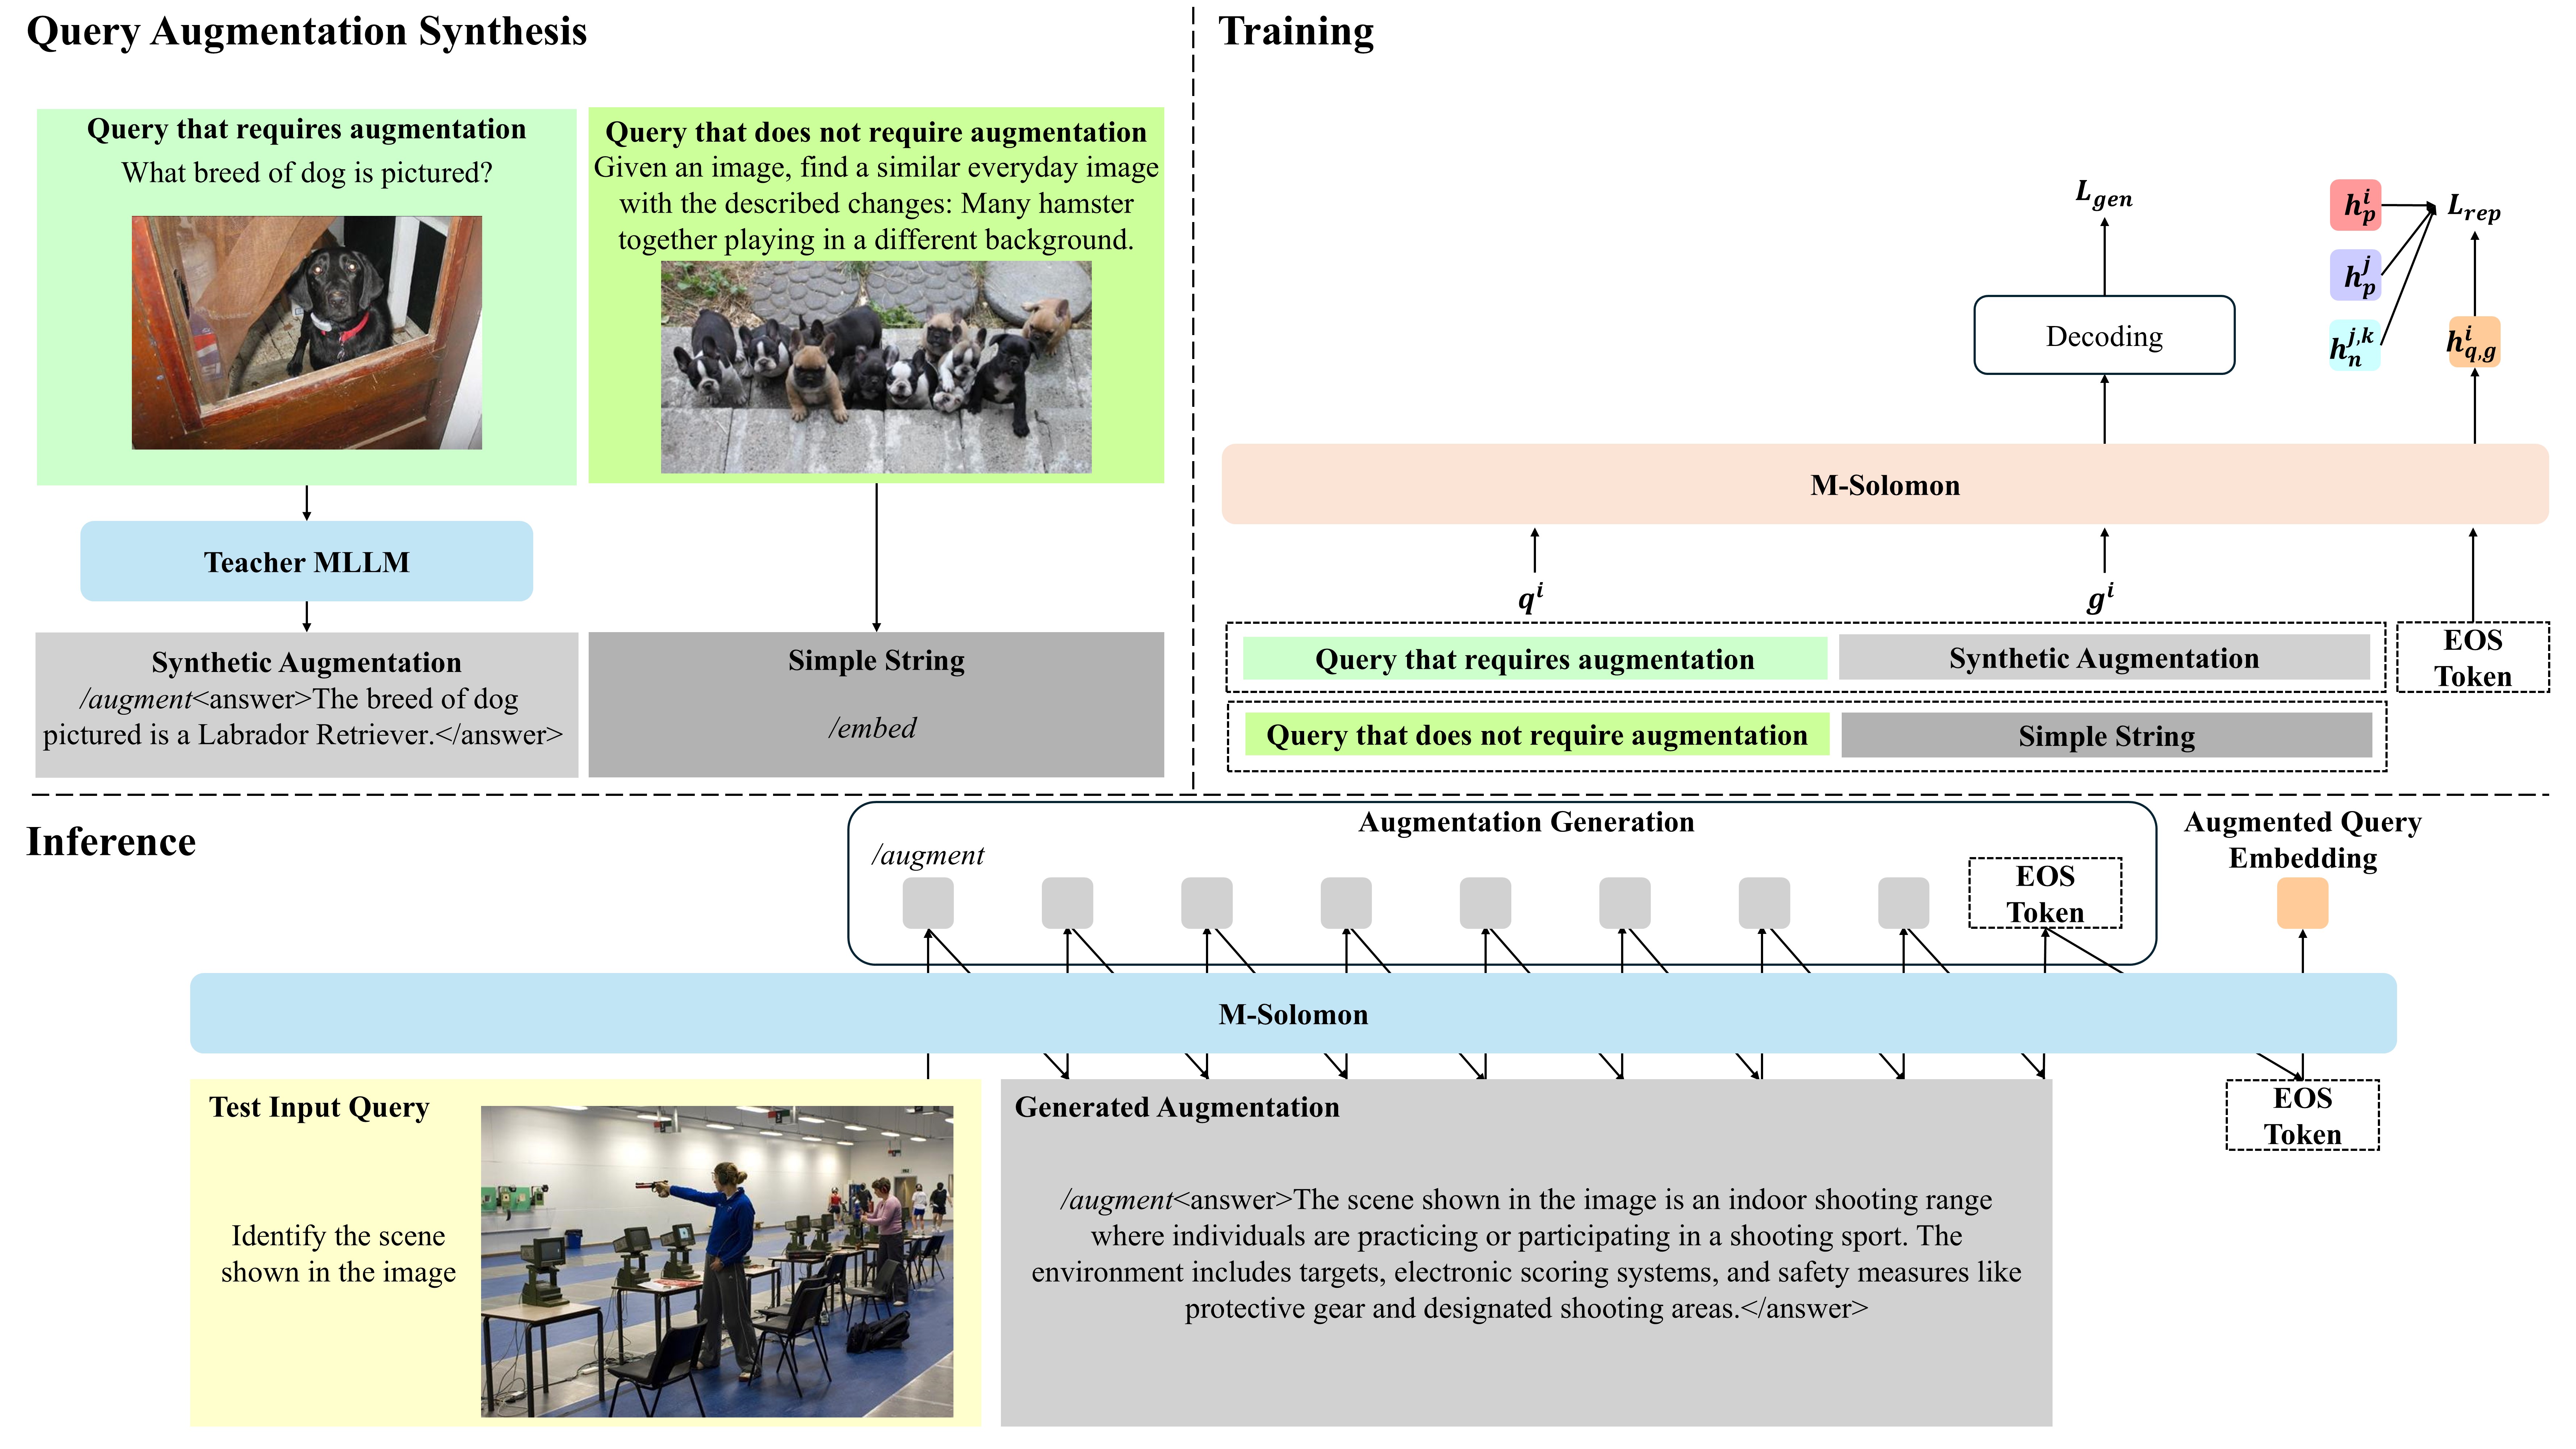 Query Augmentation Synthesis
Query that requires augmentation
What breed of dog is pictured?
Query that does not require augmentation
Given an image, find a similar everyday image
with the described changes: Many hamster
together playing in a different background.
Teacher MLLM
Synthetic Augmentation
/augment<answer>The breed of dog
pictured is a Labrador Retriever.</answer>
Simple String
/embed
Training
L_gen
h_p^i
L_rep
h_p^j
h_n^{j,k}
h_{q,g}^i
Decoding
M-Solomon
q^i
g^i
Query that requires augmentation
Synthetic Augmentation
EOS
Token
Query that does not require augmentation
Simple String
Inference
Augmentation Generation
/augment
EOS
Token
Augmented Query
Embedding
M-Solomon
Test Input Query
Identify the scene
shown in the image
Generated Augmentation
/augment<answer>The scene shown in the image is an indoor shooting range
where individuals are practicing or participating in a shooting sport. The
environment includes targets, electronic scoring systems, and safety measures like
protective gear and designated shooting areas.</answer>
EOS
Token